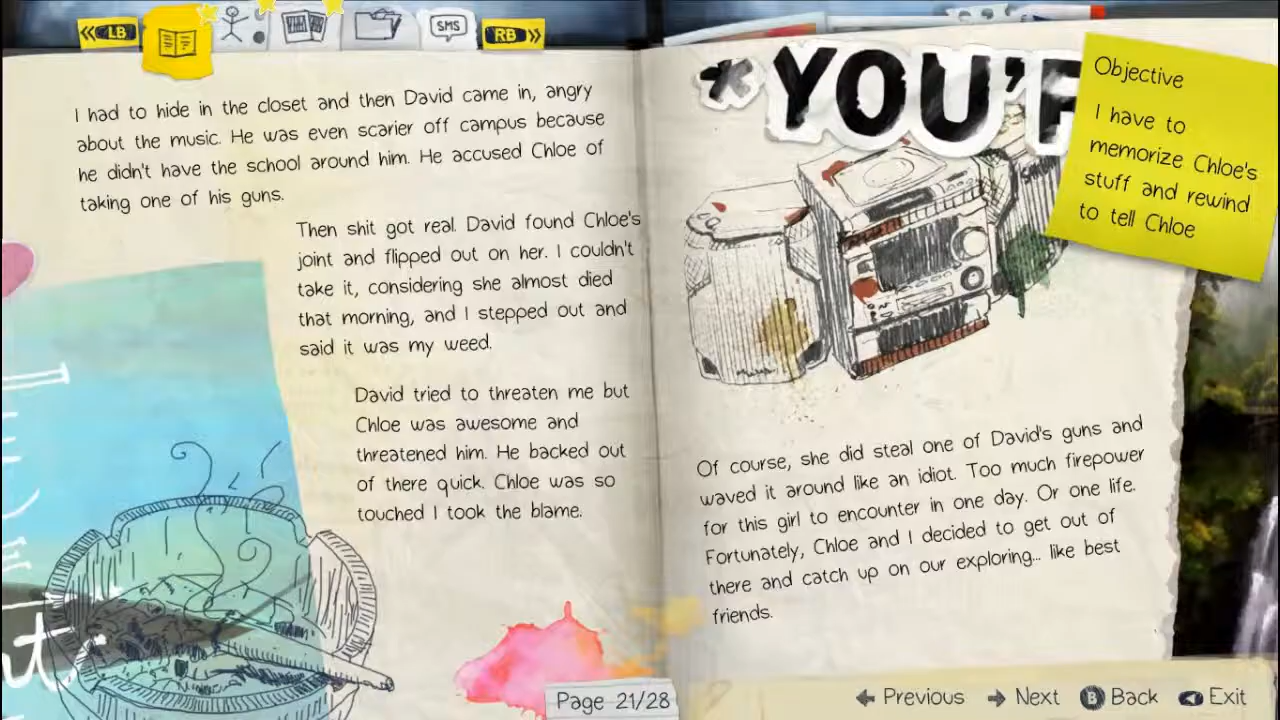 LB
SMS
RB
I had to hide in the closet and then David came in, angry
about the music. He was even scarier off campus because
he didn't have the school around him. He accused Chloe of
taking one of his guns.
Then shit got real. David found Chloe's
joint and flipped out on her. I couldn't
take it, considering she almost died
that morning, and I stepped out and
said it was my weed.
David tried to threaten me but
Chloe was awesome and
threatened him. He backed out
of there quick. Chloe was so
touched I took the blame.
*YOU'R
Objective
I have to
memorize Chloe's
stuff and rewind
to tell Chloe
Of course, she did steal one of David's guns and
waved it around like an idiot. Too much firepower
for this girl to encounter in one day. Or one life.
Fortunately, Chloe and I decided to get out of
there and catch up on our exploring... like best
friends.
Page 21/28
Previous
Next
B Back
Exit